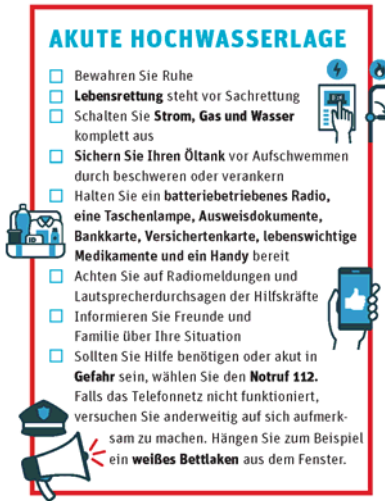 AKUTE HOCHWASSERLAGE
Bewahren Sie Ruhe
Lebensrettung steht vor Sachrettung
Schalten Sie Strom, Gas und Wasser
komplett aus
Sichern Sie Ihren Öltank vor Aufschwemmen
durch beschweren oder verankern
Halten Sie ein batteriebetriebenes Radio,
eine Taschenlampe, Ausweisdokumente,
Bankkarte, Versichertenkarte, lebenswichtige
Medikamente und ein Handy bereit
Achten Sie auf Radiomeldungen und
Lautsprecherdurchsagen der Hilfskräfte
Informieren Sie Freunde und
Familie über Ihre Situation
Sollten Sie Hilfe benötigen oder akut in
Gefahr sein, wählen Sie den Notruf 112.
Falls das Telefonnetz nicht funktioniert,
versuchen Sie anderweitig auf sich aufmerk-
sam zu machen. Hängen Sie zum Beispiel
ein weißes Bettlaken aus dem Fenster.